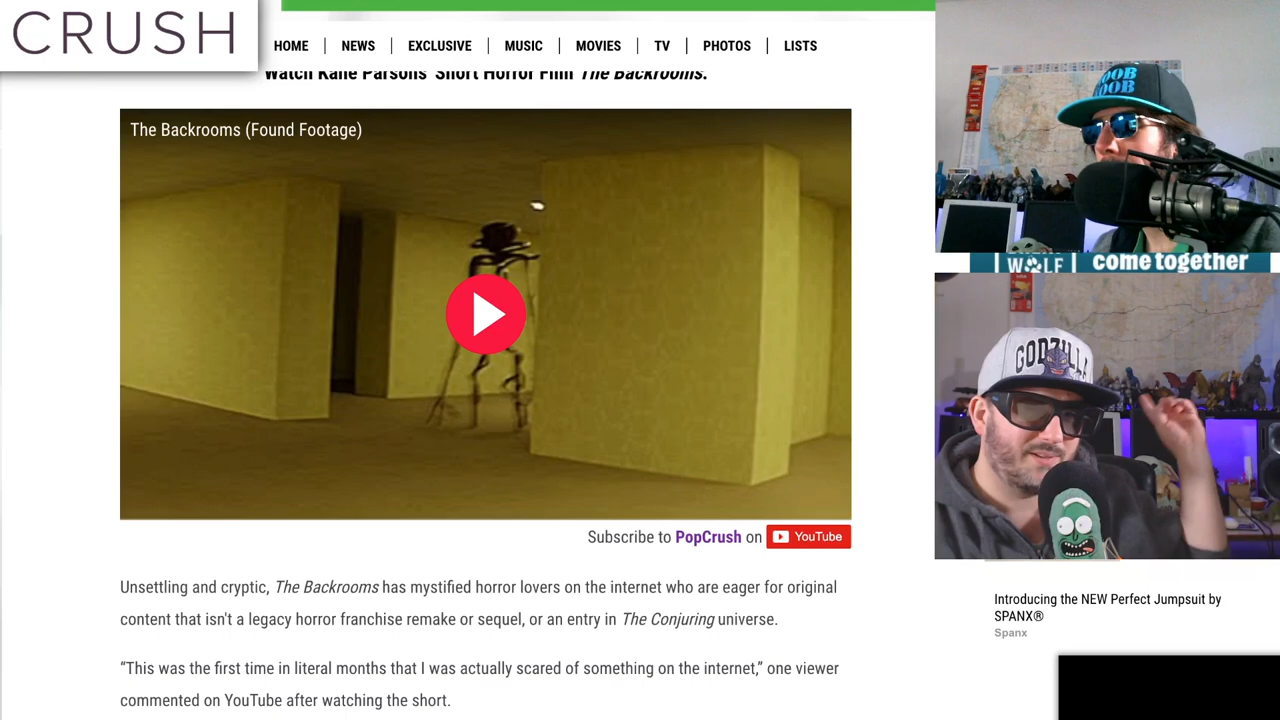 CRUSH
HOME
NEWS
EXCLUSIVE
MUSIC
MOVIES
TV
PHOTOS
LISTS
Watch Kane Parsons' Short Horror Film The Backrooms:
The Backrooms (Found Footage)
Subscribe to PopCrush on YouTube
Unsettling and cryptic, The Backrooms has mystified horror lovers on the internet who are eager for original
content that isn't a legacy horror franchise remake or sequel, or an entry in The Conjuring universe.
“This was the first time in literal months that I was actually scared of something on the internet,” one viewer
commented on YouTube after watching the short.
WOLF
come together
GODZILLA
Introducing the NEW Perfect Jumpsuit by
SPANX®
Spanx